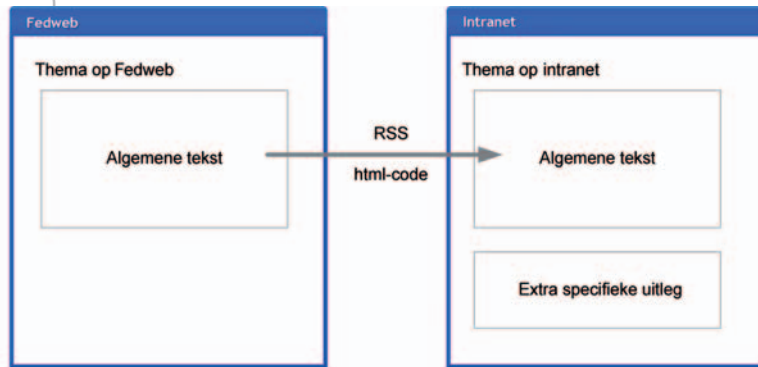 Fedweb
Thema op Fedweb
Algemene tekst
RSS
html-code
Intranet
Thema op intranet
Algemene tekst
Extra specifieke uitleg